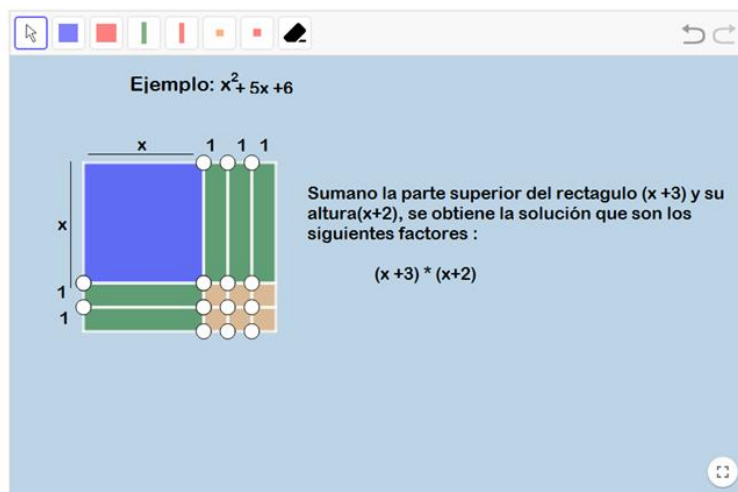 Ejemplo: x²+ 5x +6
x 1 1 1
Sumano la parte superior del rectagulo (x +3) y su
altura(x+2), se obtiene la solución que son los
x
siguientes factores :
(x +3) * (x+2)
1
1